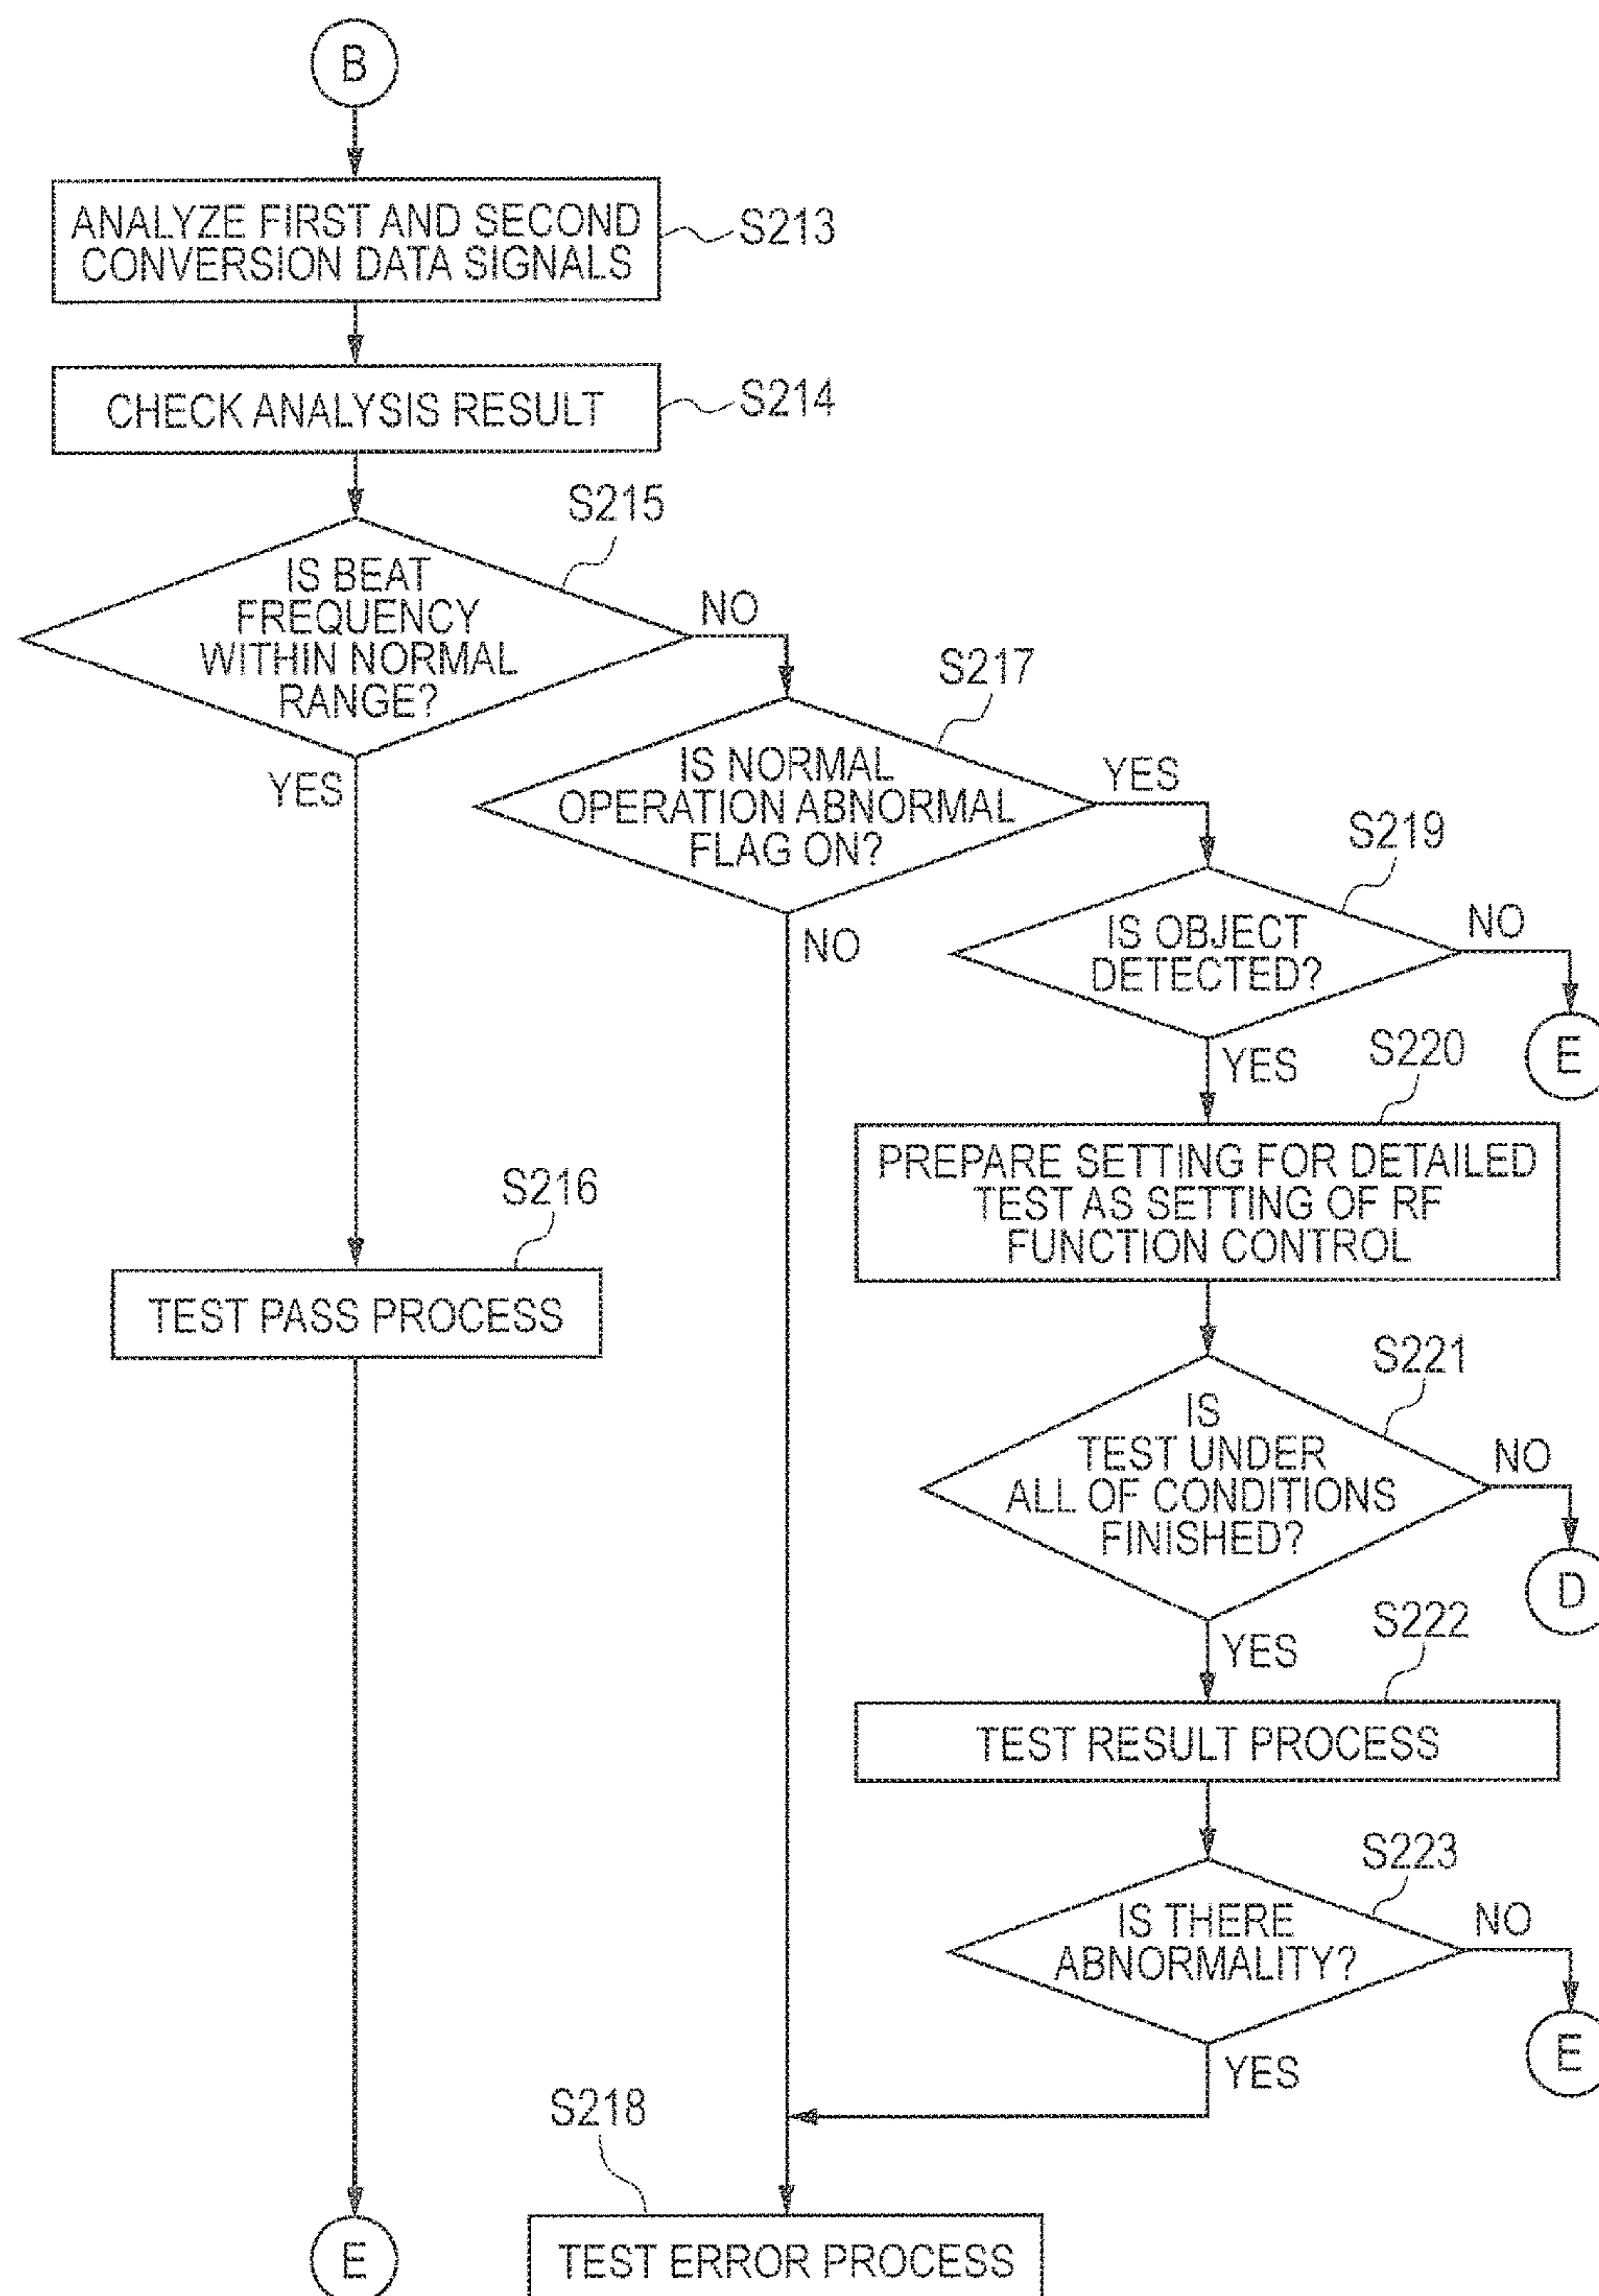 B
ANALYZE FIRST AND SECOND
CONVERSION DATA SIGNALS
S213
CHECK ANALYSIS RESULT
S214
S215
IS BEAT
FREQUENCY
WITHIN NORMAL
RANGE?
NO
YES
S217
IS NORMAL
OPERATION ABNORMAL
FLAG ON?
YES
NO
S219
IS OBJECT
DETECTED?
NO
E
YES
S220
PREPARE SETTING FOR DETAILED
TEST AS SETTING OF RF
FUNCTION CONTROL
S216
TEST PASS PROCESS
S221
IS
TEST UNDER
ALL OF CONDITIONS
FINISHED?
NO
D
YES
S222
TEST RESULT PROCESS
S223
IS THERE
ABNORMALITY?
NO
E
YES
S218
E
TEST ERROR PROCESS